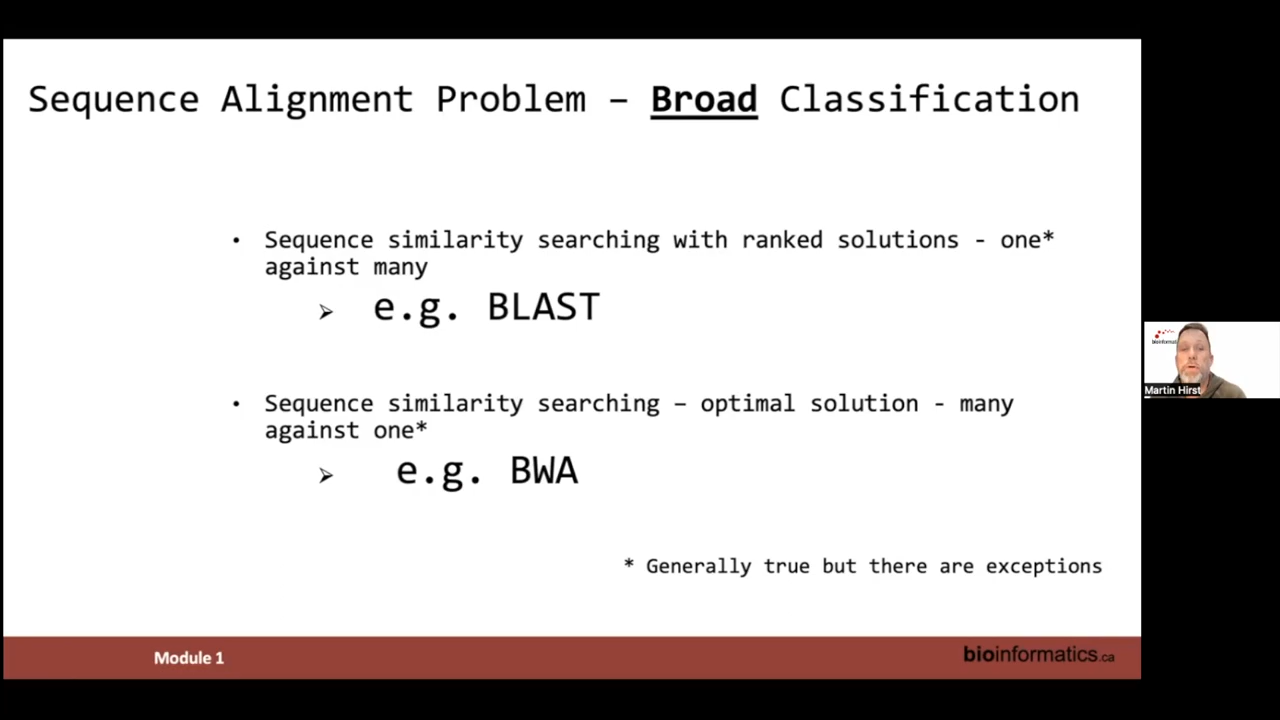 Sequence Alignment Problem – Broad Classification
• Sequence similarity searching with ranked solutions - one*
against many
➢ e.g. BLAST
• Sequence similarity searching – optimal solution - many
against one*
➢ e.g. BWA
* Generally true but there are exceptions
Module 1
bioinformatics.ca
Martin Hirst